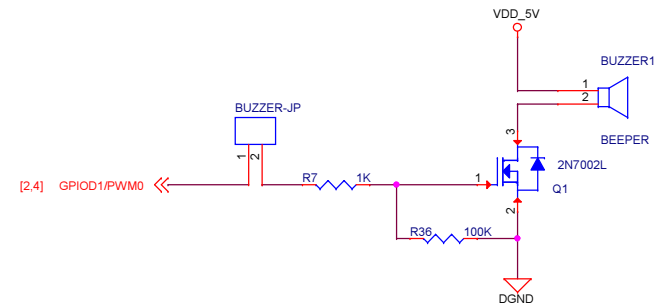 VDD_5V
BUZZER1
1
2
BUZZER-JP
BEEPER
1 2
3
2N7002L
[2,4] GPIOD1/PWM0
R7 1K
1
Q1
2
R36 100K
DGND